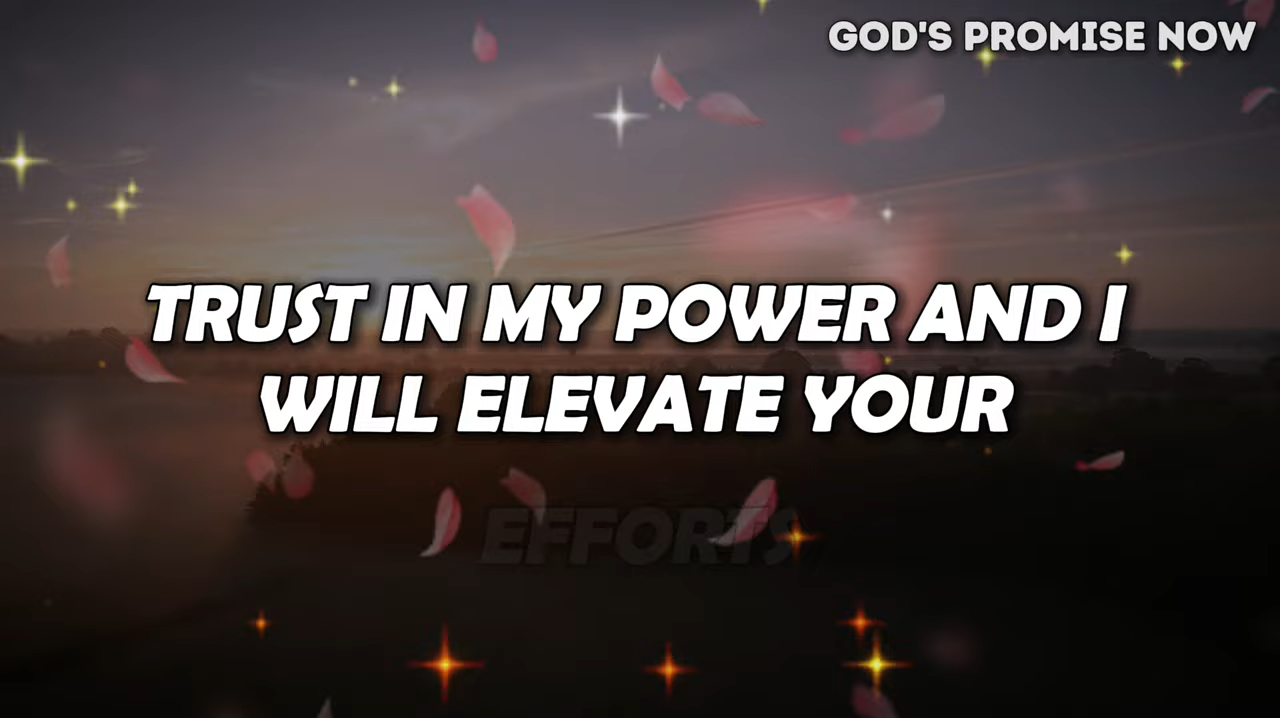 GOD'S PROMISE NOW
TRUST IN MY POWER AND I
WILL ELEVATE YOUR
EFFORTS